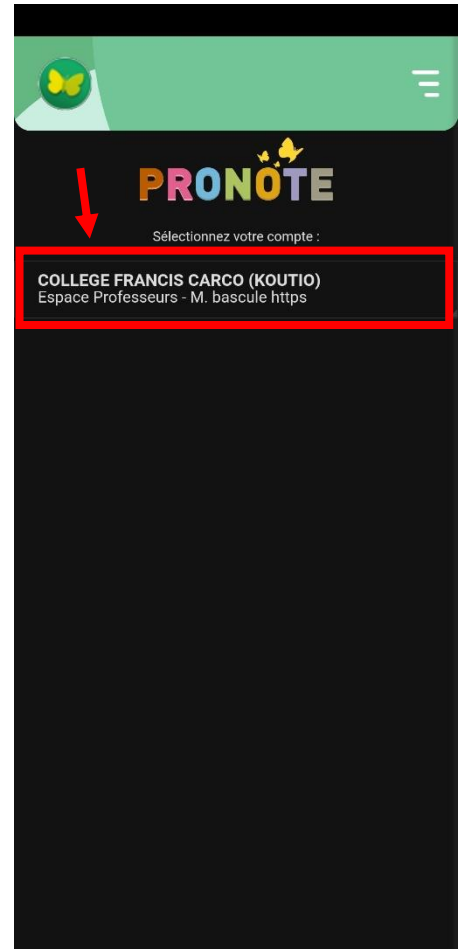 PRONOTE
Sélectionnez votre compte :
COLLEGE FRANCIS CARCO (KOUTIO)
Espace Professeurs - M. bascule https